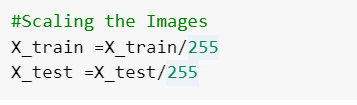 #Scaling the Images
X_train =X_train/255
X_test =X_test/255